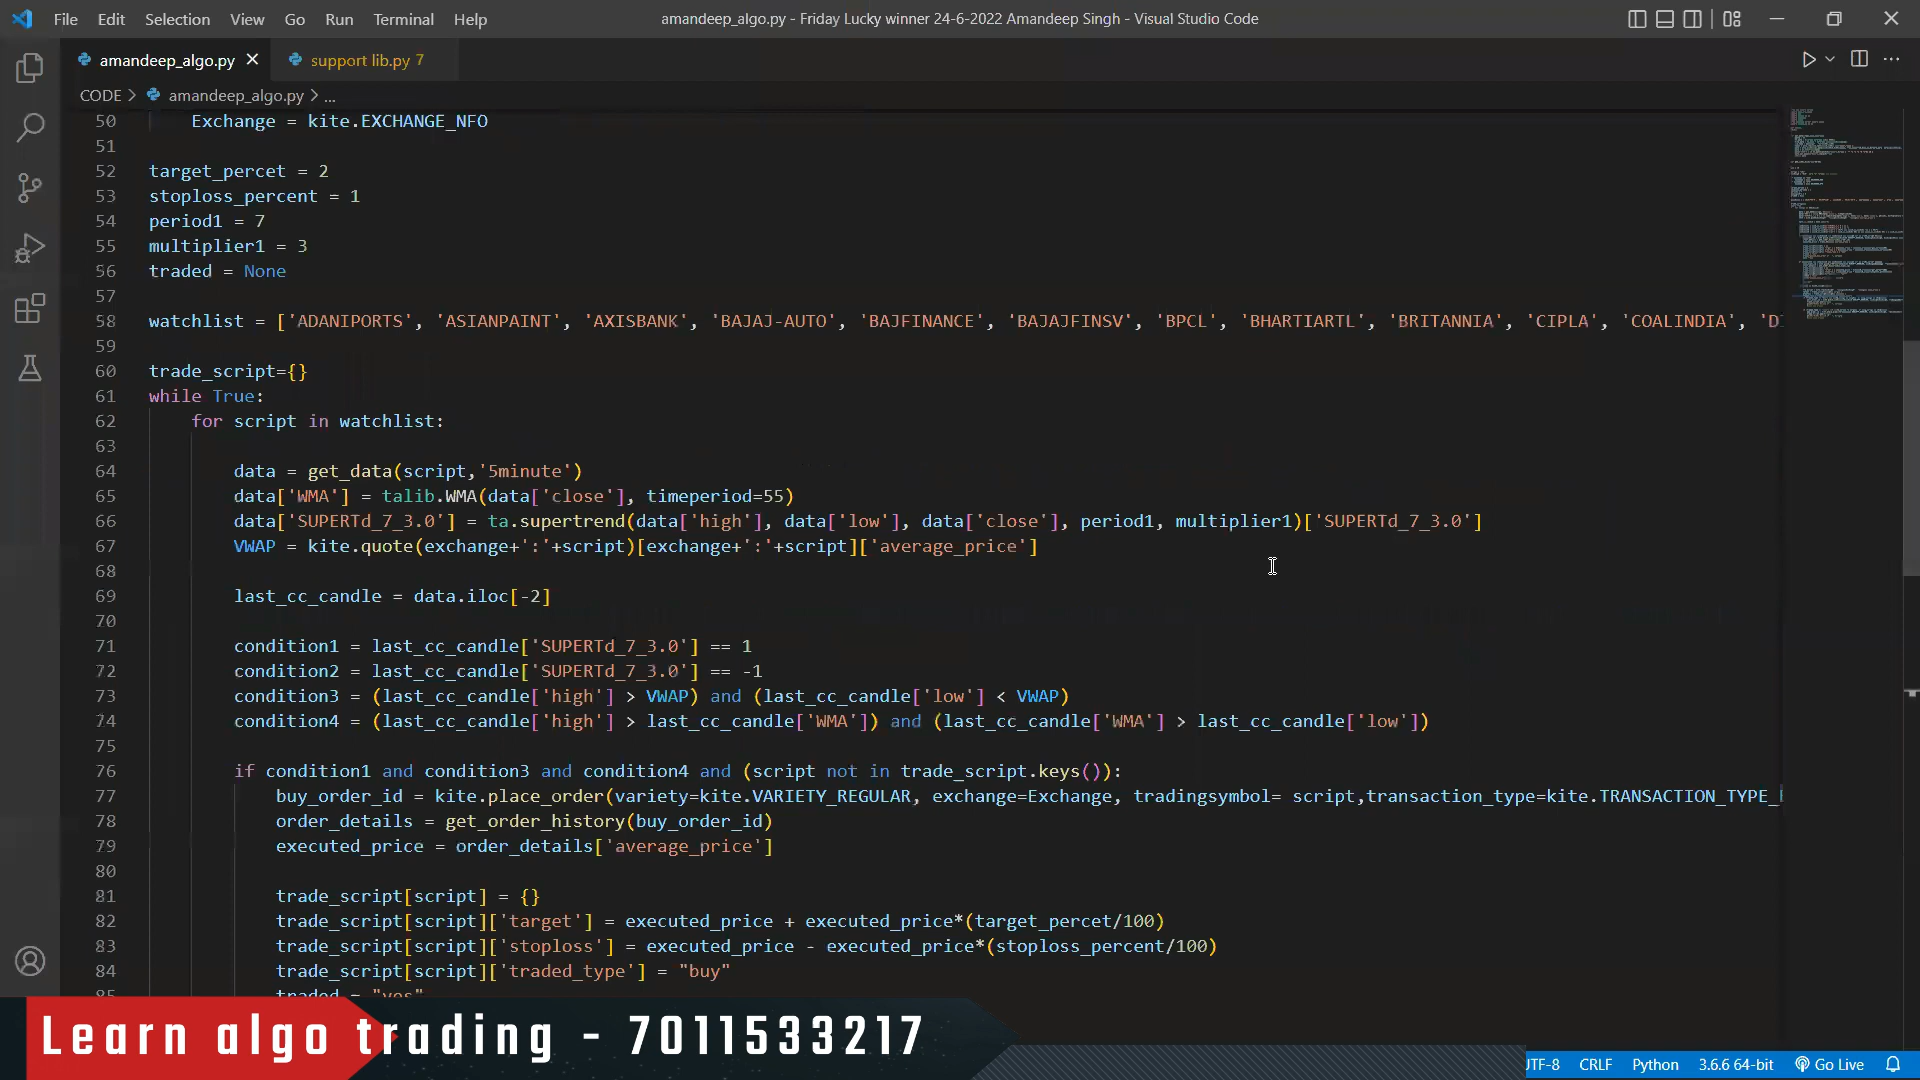 File Edit Selection View Go Run Terminal Help
amandeep_algo.py - Friday Lucky winner 24-6-2022 Amandeep Singh - Visual Studio Code
amandeep_algo.py support lib.py 7
CODE > amandeep_algo.py > ...
50 Exchange = kite.EXCHANGE_NFO
51
52 target_percet = 2
53 stoploss_percent = 1
54 period1 = 7
55 multiplier1 = 3
56 traded = None
57
58 watchlist = ['ADANIPORTS', 'ASIANPAINT', 'AXISBANK', 'BAJAJ-AUTO', 'BAJFINANCE', 'BAJAJFINSV', 'BPCL', 'BHARTIARTL', 'BRITANNIA', 'CIPLA', 'COALINDIA', 'D
59
60 trade_script={}
61 while True:
62 for script in watchlist:
63
64 data = get_data(script,'5minute')
65 data['WMA'] = talib.WMA(data['close'], timeperiod=55)
66 data['SUPERTd_7_3.0'] = ta.supertrend(data['high'], data['low'], data['close'], period1, multiplier1)['SUPERTd_7_3.0']
67 VWAP = kite.quote(exchange+':'+script)[exchange+':'+script]['average_price']
68
69 last_cc_candle = data.iloc[-2]
70
71 condition1 = last_cc_candle['SUPERTd_7_3.0'] == 1
72 condition2 = last_cc_candle['SUPERTd_7_3.0'] == -1
73 condition3 = (last_cc_candle['high'] > VWAP) and (last_cc_candle['low'] < VWAP)
74 condition4 = (last_cc_candle['high'] > last_cc_candle['WMA']) and (last_cc_candle['WMA'] > last_cc_candle['low'])
75
76 if condition1 and condition3 and condition4 and (script not in trade_script.keys()):
77 buy_order_id = kite.place_order(variety=kite.VARIETY_REGULAR, exchange=Exchange, tradingsymbol= script,transaction_type=kite.TRANSACTION_TYPE_
78 order_details = get_order_history(buy_order_id)
79 executed_price = order_details['average_price']
80
81 trade_script[script] = {}
82 trade_script[script]['target'] = executed_price + executed_price*(target_percet/100)
83 trade_script[script]['stoploss'] = executed_price - executed_price*(stoploss_percent/100)
84 trade_script[script]['traded_type'] = "buy"
85 traded = "yes"
Learn algo trading - 7011533217
UTF-8 CRLF Python 3.6.6 64-bit Go Live